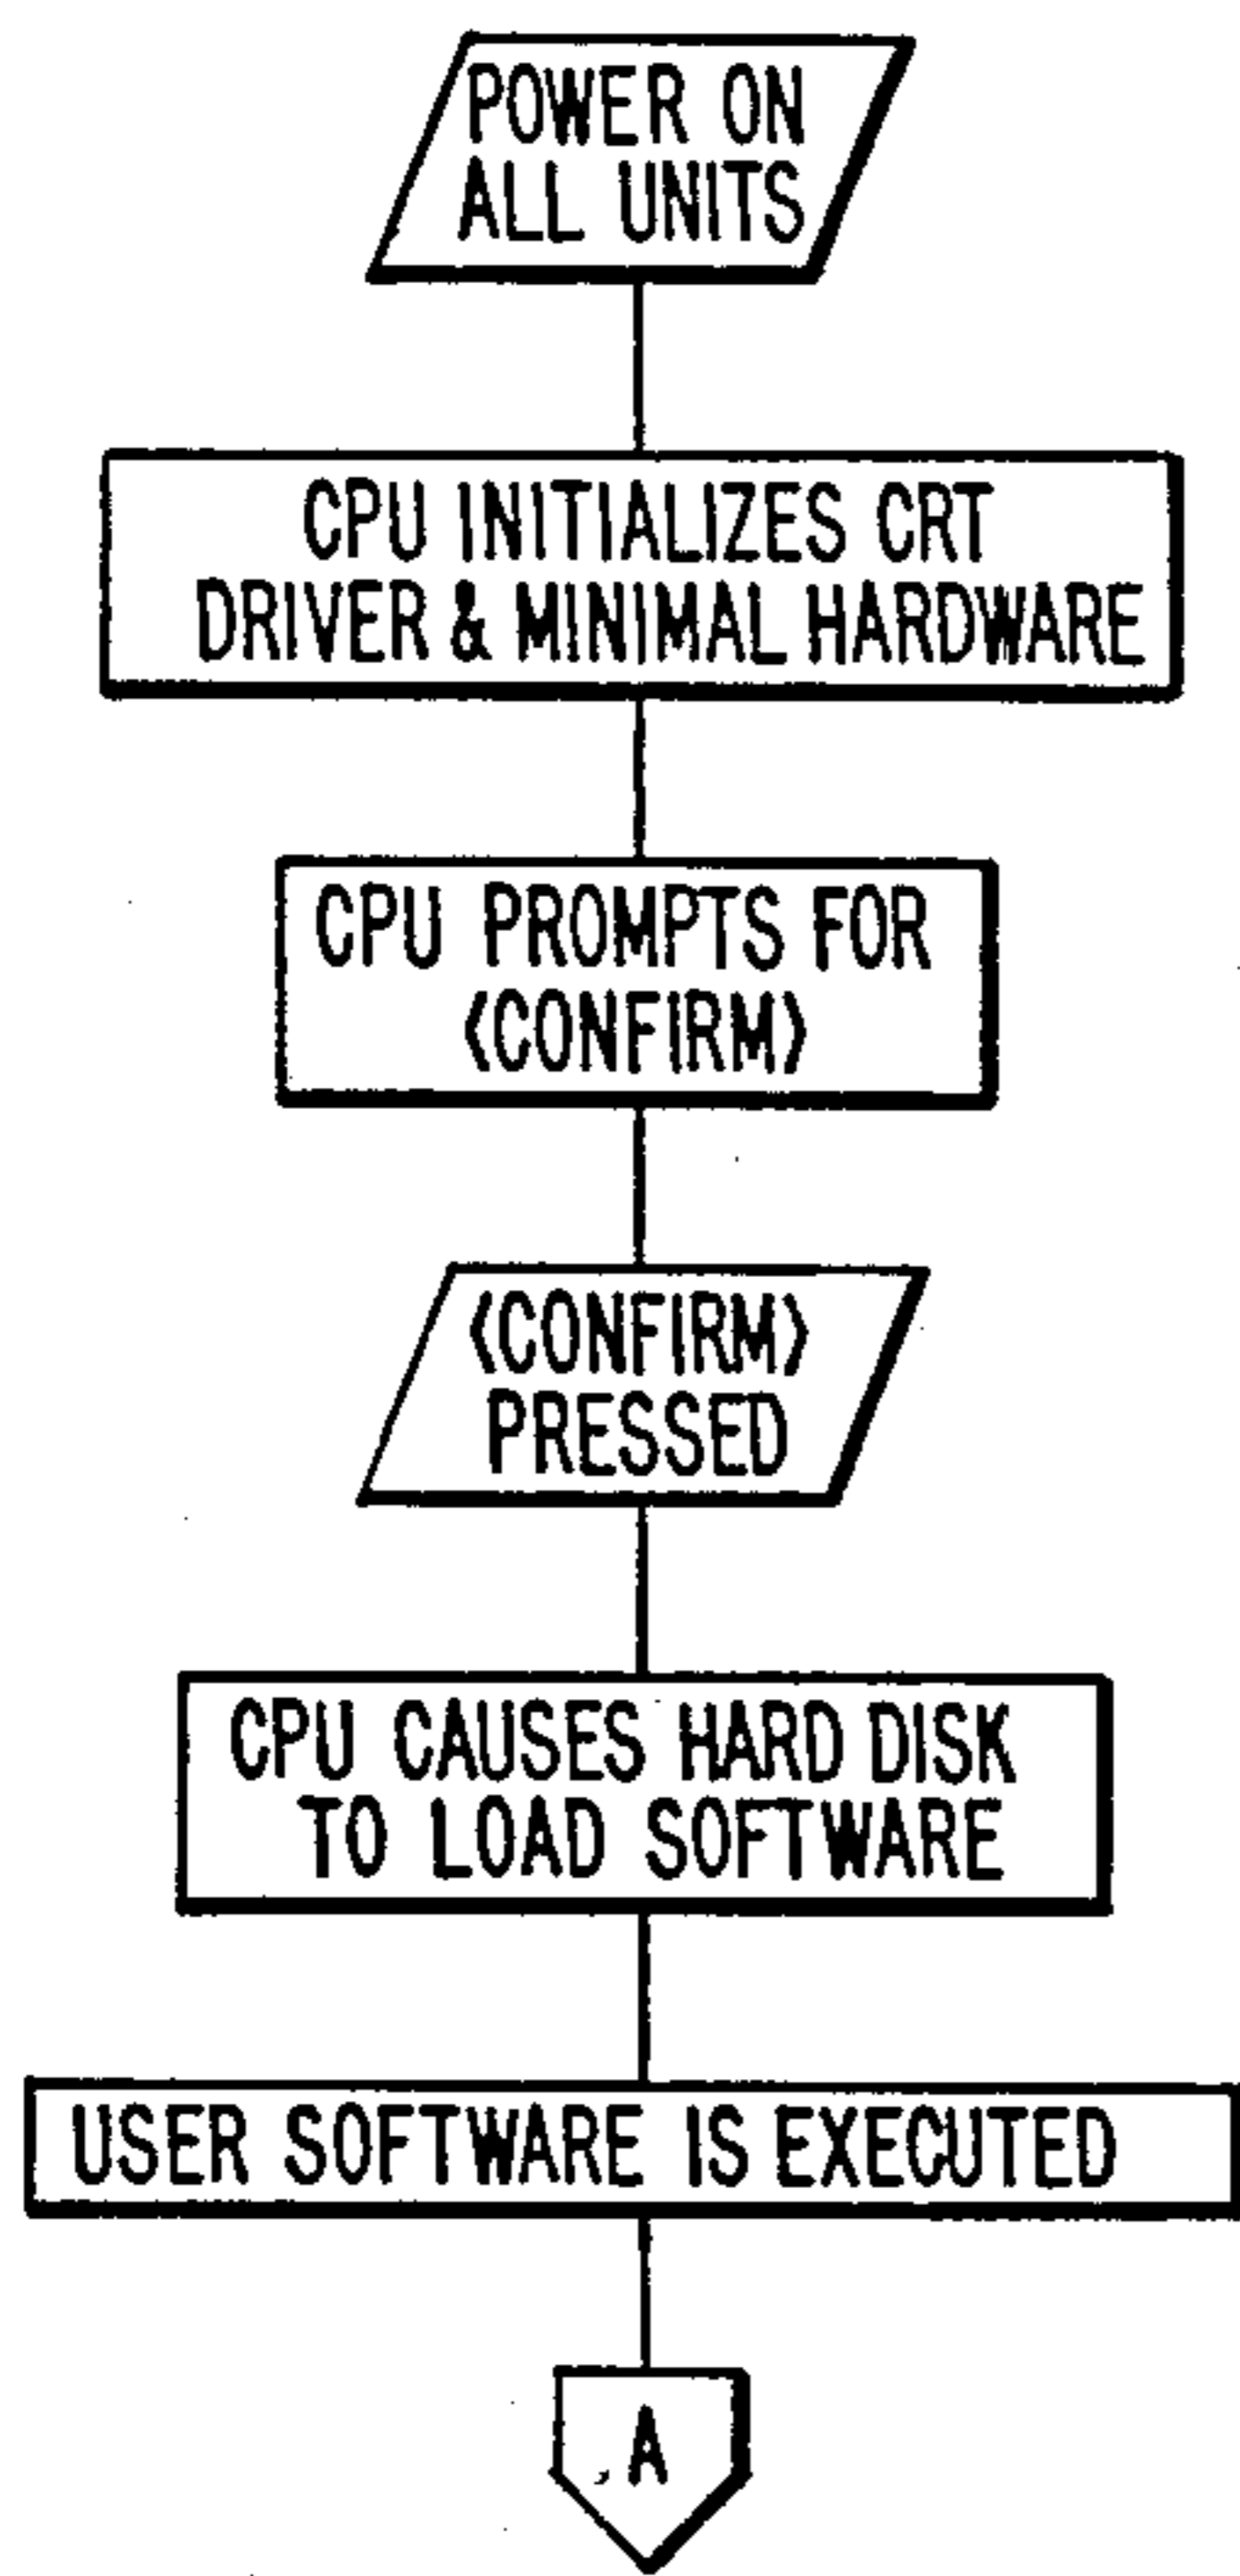 POWER ON
ALL UNITS
CPU INITIALIZES CRT
DRIVER & MINIMAL HARDWARE
CPU PROMPTS FOR
⟨CONFIRM⟩
⟨CONFIRM⟩
PRESSED
CPU CAUSES HARD DISK
TO LOAD SOFTWARE
USER SOFTWARE IS EXECUTED
A